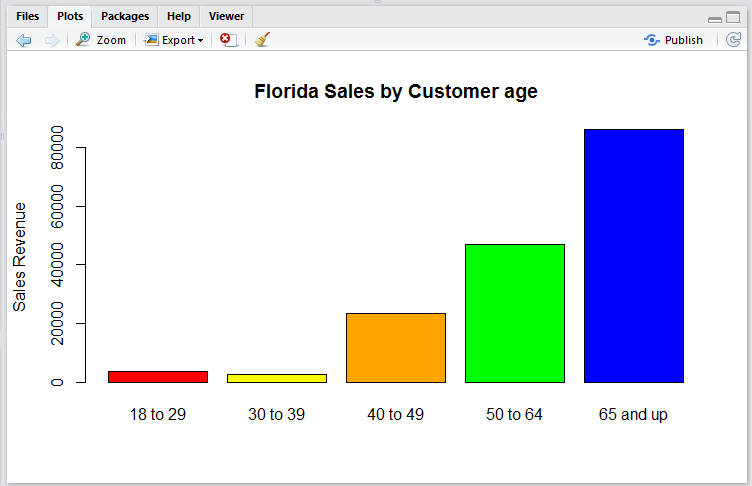 Files Plots Packages Help Viewer
Zoom Export Publish
Florida Sales by Customer age
Sales Revenue
80000
60000
40000
20000
0
18 to 29 30 to 39 40 to 49 50 to 64 65 and up